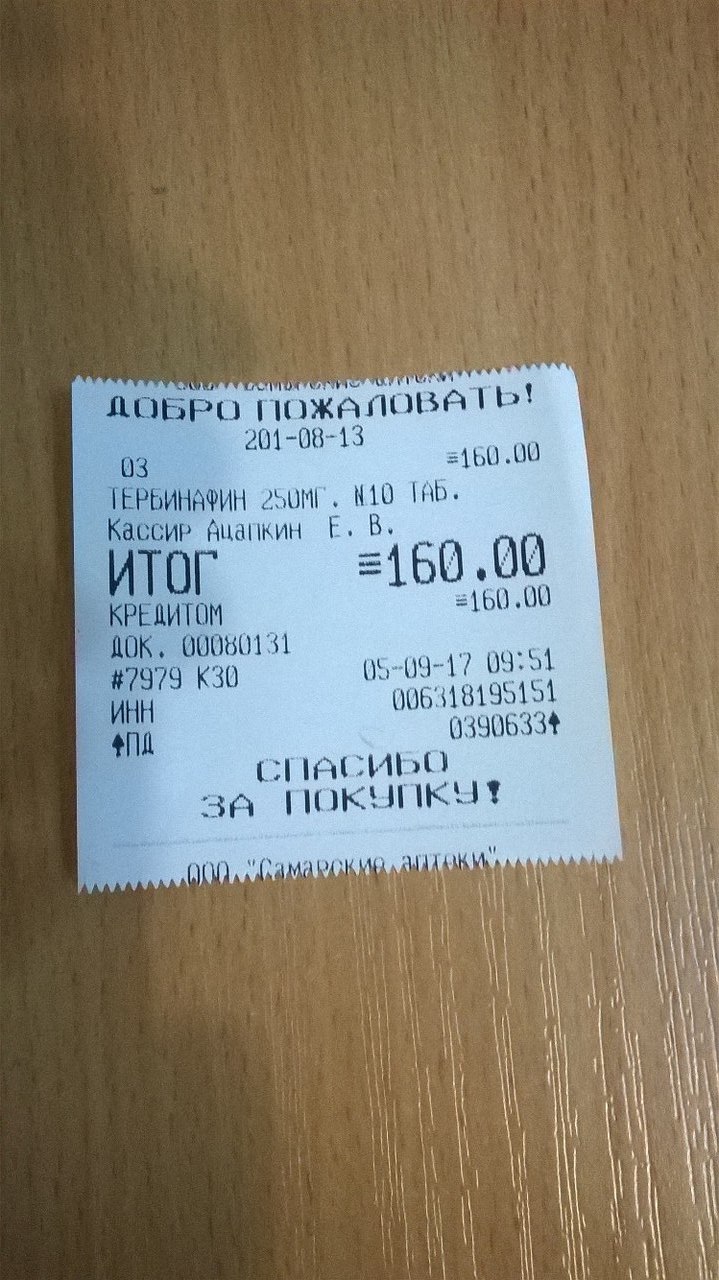 ДОБРО ПОЖАЛОВАТЬ!
201-08-13
03 ≡160.00
ТЕРБИНАФИН 250МГ. N10 ТАБ.
Кассир Ацапкин Е. В.
ИТОГ ≡160.00
КРЕДИТОМ ≡160.00
ДОК. 00080131
#7979 К30 05-09-17 09:51
ИНН 006318195151
↑ПД 0390633↑
СПАСИБО
ЗА ПОКУПКУ!
ООО "Самарские аптеки"